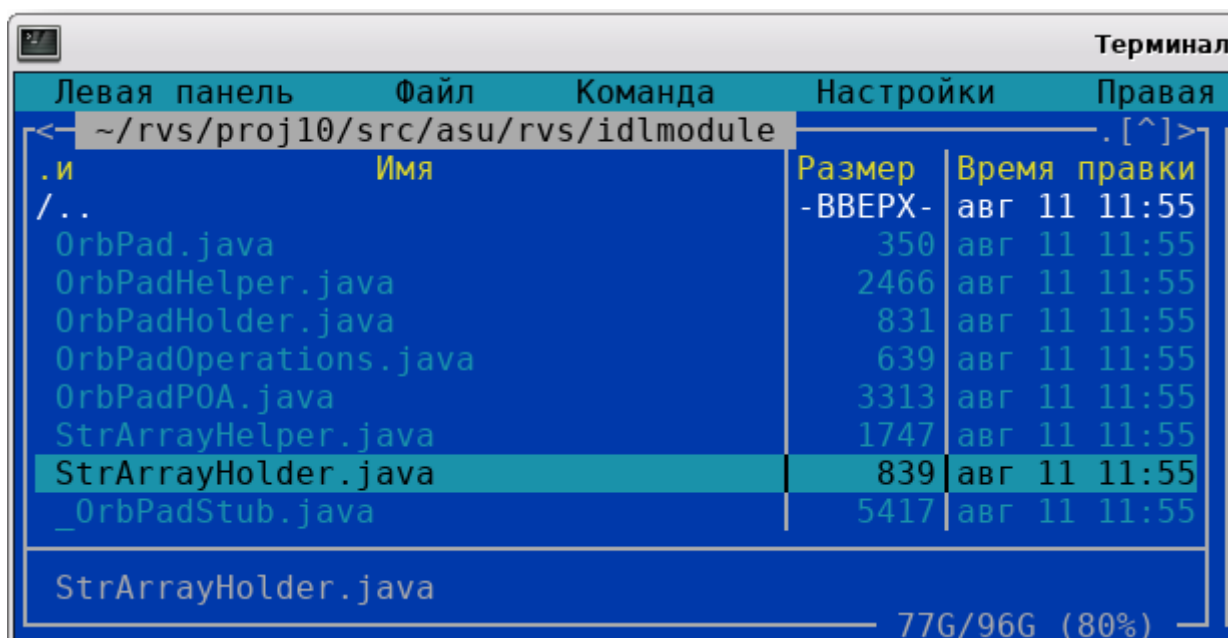 Терминал
Левая панель Файл Команда Настройки Правая
<─ ~/rvs/proj10/src/asu/rvs/idlmodule .[^]>
.и Имя Размер Время правки
/.. -ВВЕРХ- авг 11 11:55
OrbPad.java 350 авг 11 11:55
OrbPadHelper.java 2466 авг 11 11:55
OrbPadHolder.java 831 авг 11 11:55
OrbPadOperations.java 639 авг 11 11:55
OrbPadPOA.java 3313 авг 11 11:55
StrArrayHelper.java 1747 авг 11 11:55
StrArrayHolder.java 839 авг 11 11:55
_OrbPadStub.java 5417 авг 11 11:55
StrArrayHolder.java
77G/96G (80%)